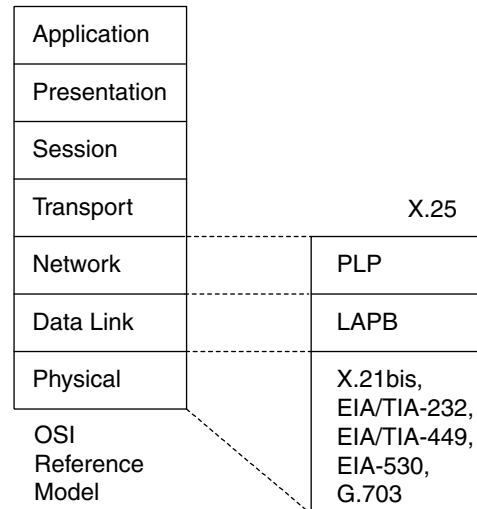 Application
Presentation
Session
Transport
Network
Data Link
Physical
OSI
Reference
Model
X.25
PLP
LAPB
X.21bis,
EIA/TIA-232,
EIA/TIA-449,
EIA-530,
G.703